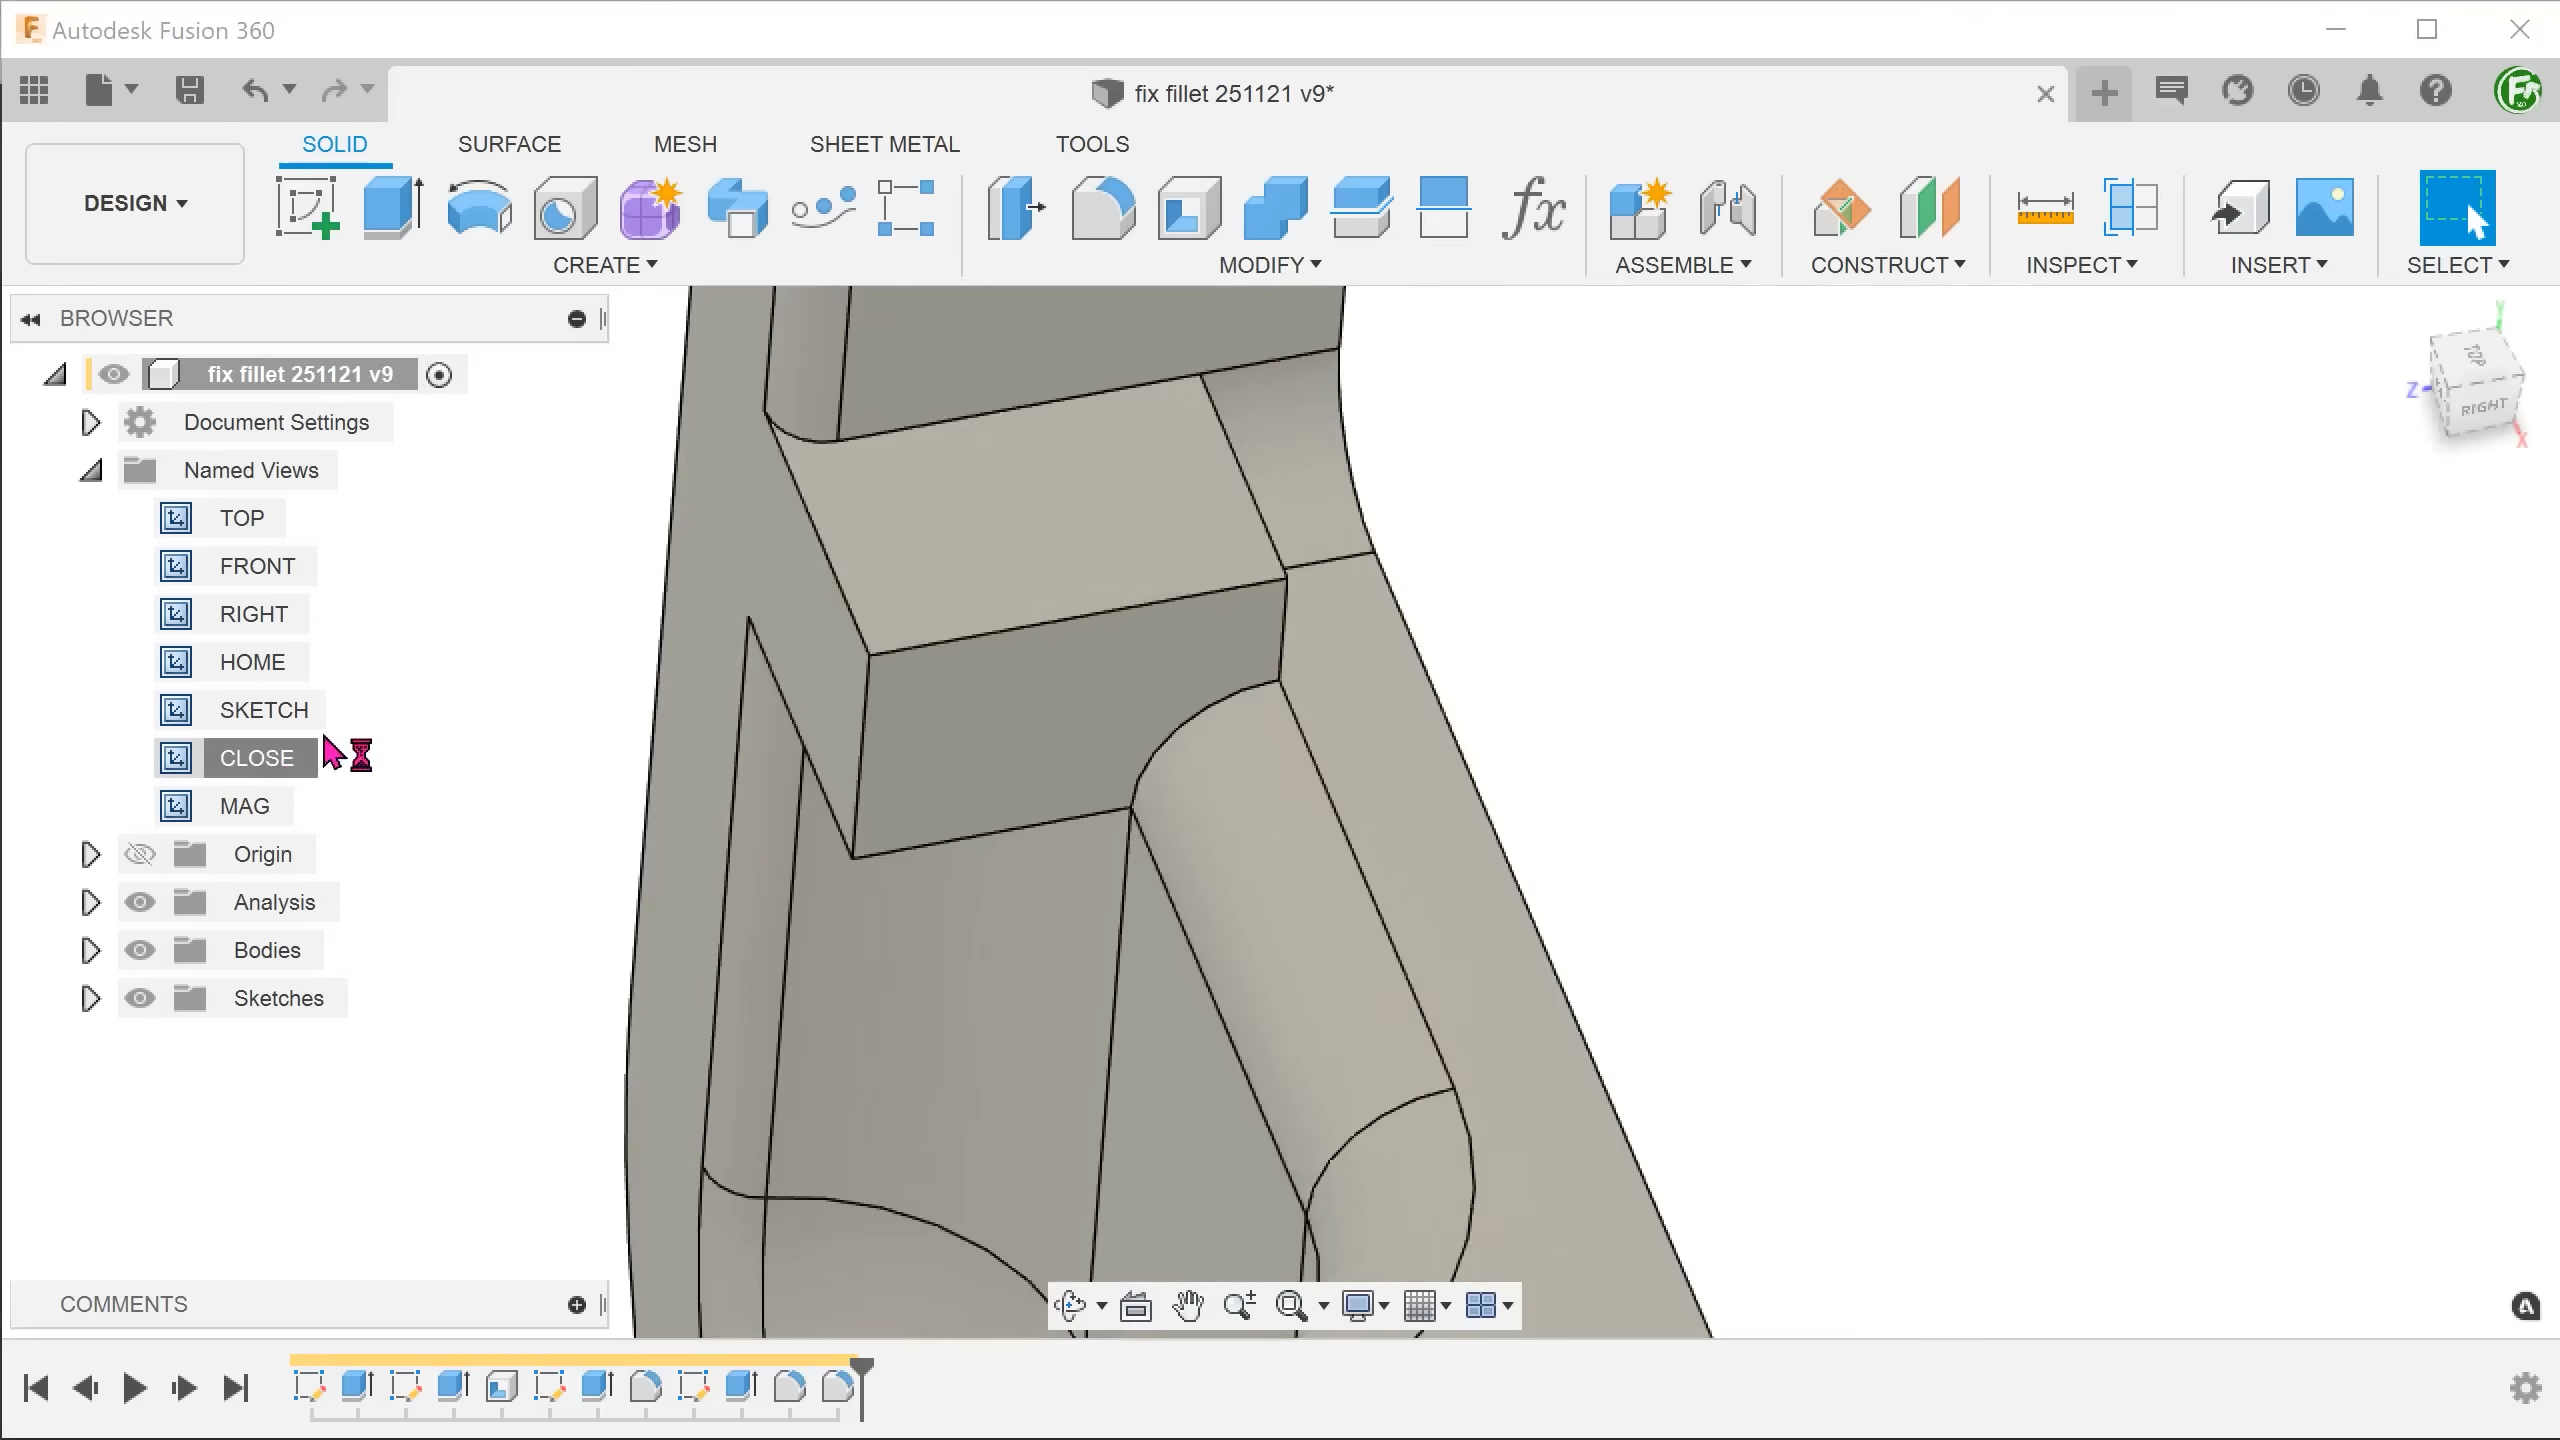 Autodesk Fusion 360
fix fillet 251121 v9*
SOLID SURFACE MESH SHEET METAL TOOLS
DESIGN
CREATE MODIFY ASSEMBLE CONSTRUCT INSPECT INSERT SELECT
BROWSER
fix fillet 251121 v9
Document Settings
Named Views
TOP
FRONT
RIGHT
HOME
SKETCH
CLOSE
MAG
Origin
Analysis
Bodies
Sketches
Y
TOP
Z
RIGHT
X
COMMENTS